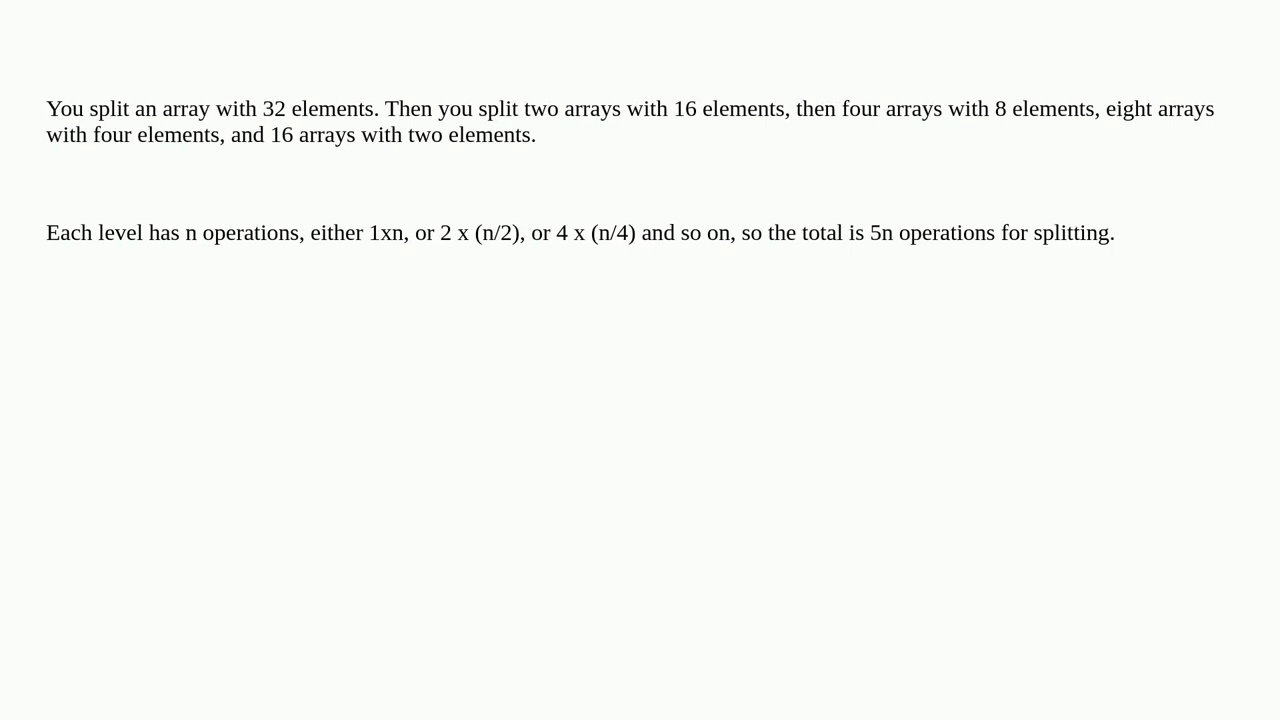 You split an array with 32 elements. Then you split two arrays with 16 elements, then four arrays with 8 elements, eight arrays
with four elements, and 16 arrays with two elements.
Each level has n operations, either 1xn, or 2 x (n/2), or 4 x (n/4) and so on, so the total is 5n operations for splitting.